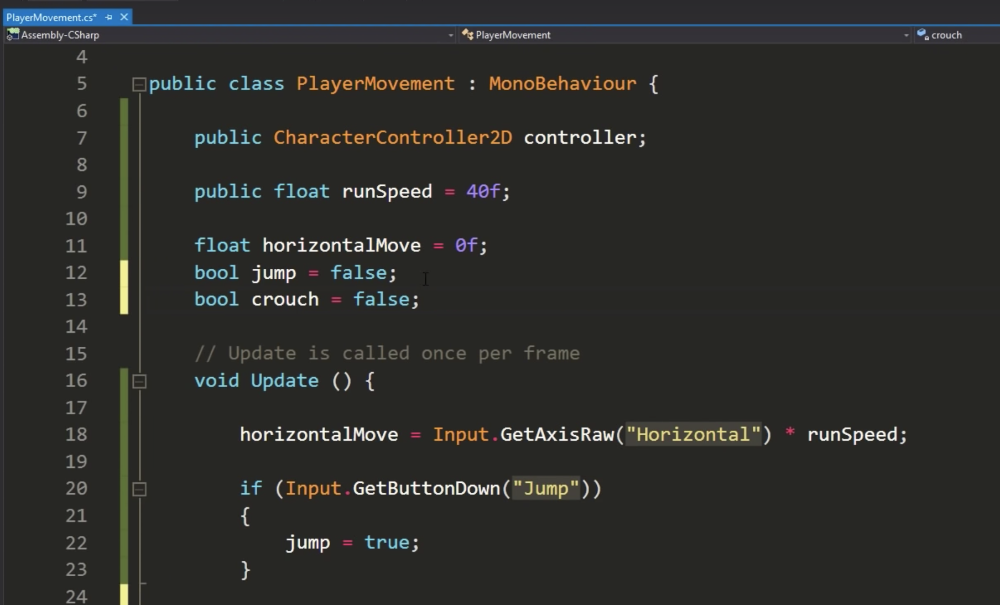 PlayerMovement.cs*
Assembly-CSharp PlayerMovement crouch
4
5 public class PlayerMovement : MonoBehaviour {
6
7 public CharacterController2D controller;
8
9 public float runSpeed = 40f;
10
11 float horizontalMove = 0f;
12 bool jump = false;
13 bool crouch = false;
14
15 // Update is called once per frame
16 void Update () {
17
18 horizontalMove = Input.GetAxisRaw("Horizontal") * runSpeed;
19
20 if (Input.GetButtonDown("Jump"))
21 {
22 jump = true;
23 }
24